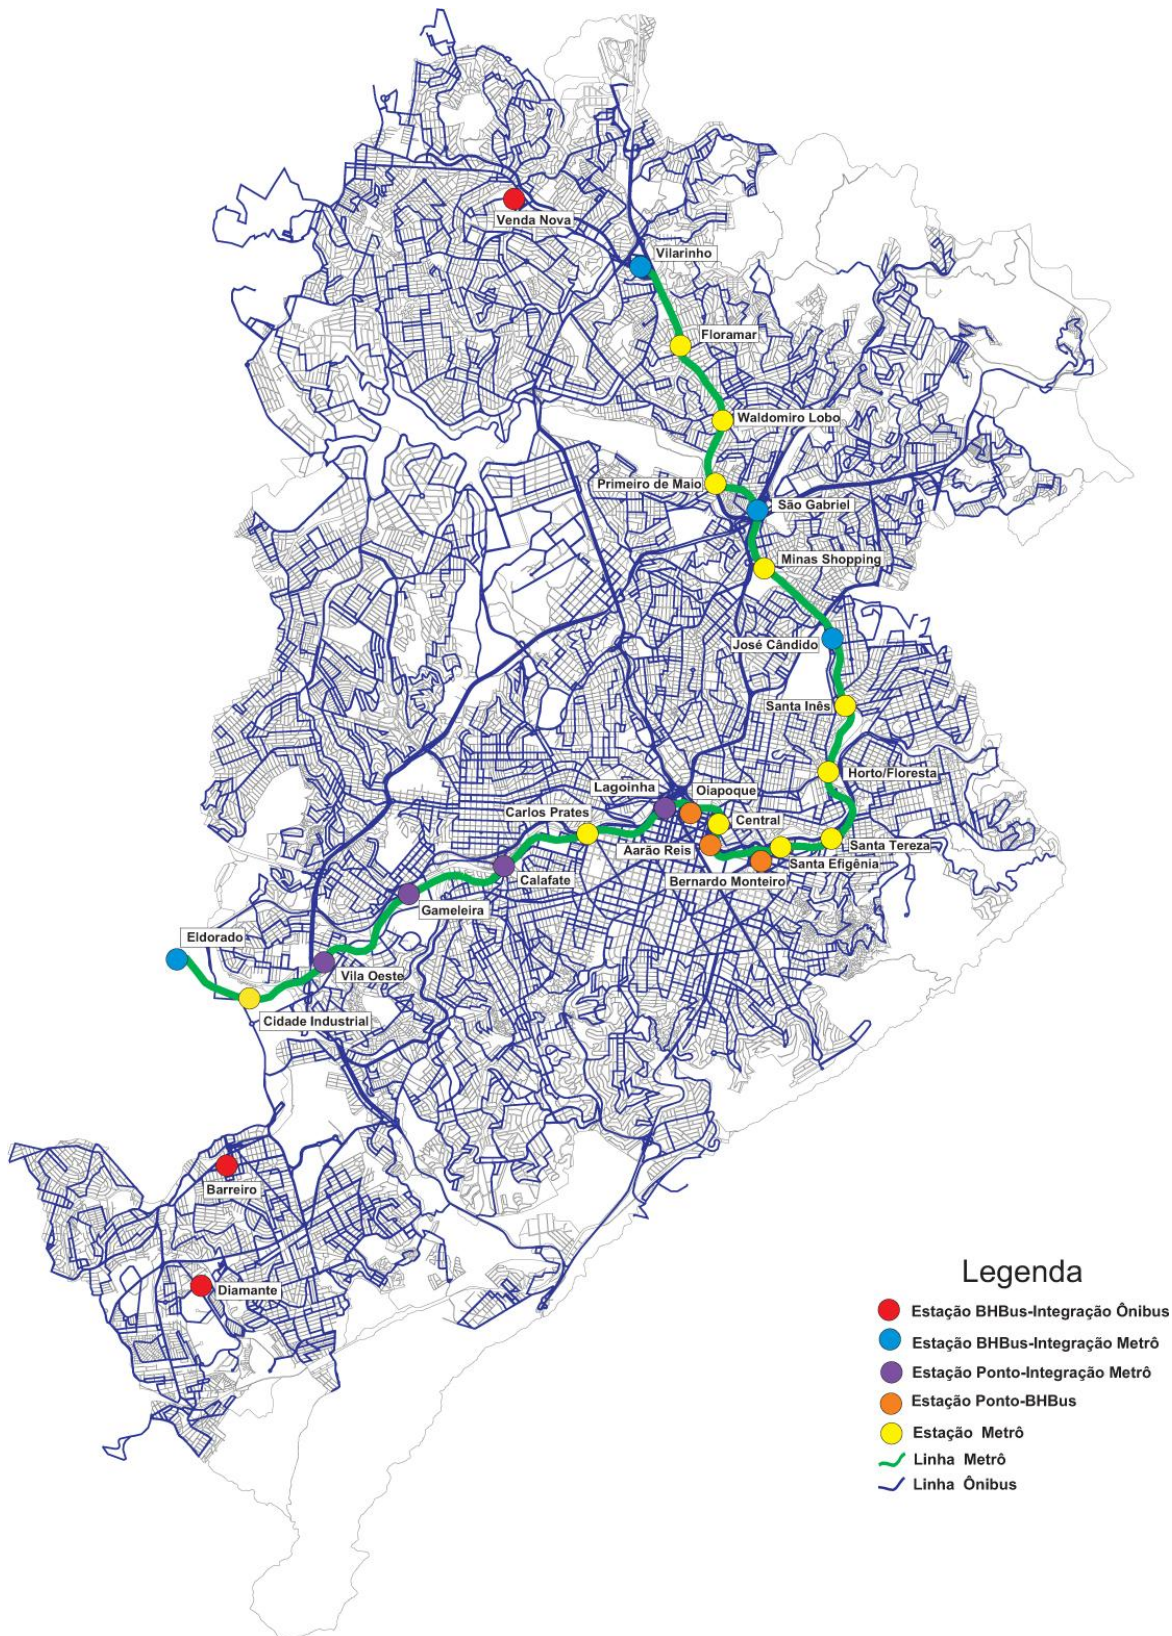 Venda Nova
Vilarinho
Floramar
Waldomiro Lobo
Primeiro de Maio
São Gabriel
Minas Shopping
José Cândido
Santa Inês
Horto/Floresta
Lagoinha
Oiapoque
Carlos Prates
Central
Aarão Reis
Santa Tereza
Santa Efigênia
Bernardo Monteiro
Calafate
Gameleira
Eldorado
Vila Oeste
Cidade Industrial
Barreiro
Diamante
Legenda
Estação BHBus-Integração Ônibus
Estação BHBus-Integração Metrô
Estação Ponto-Integração Metrô
Estação Ponto-BHBus
Estação Metrô
Linha Metrô
Linha Ônibus